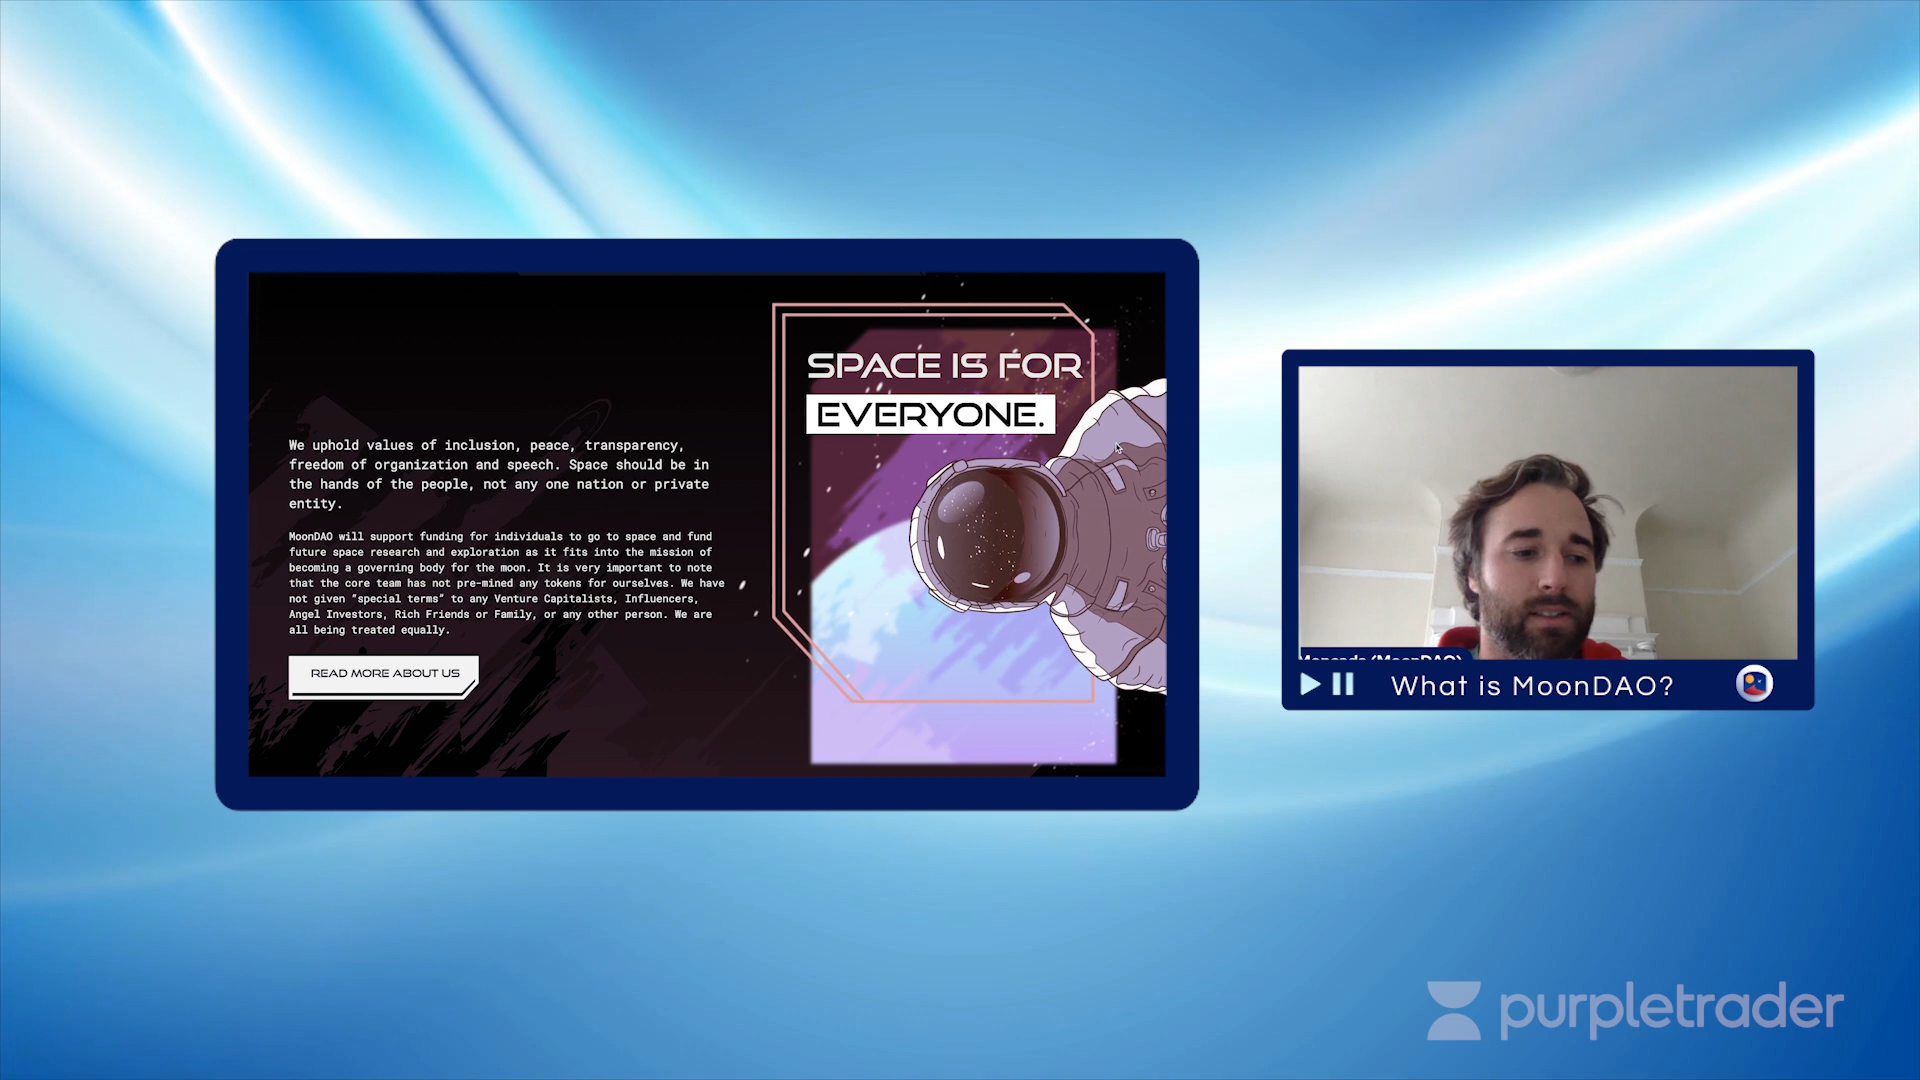 SPACE IS FOR
EVERYONE.
We uphold values of inclusion, peace, transparency,
freedom of organization and speech. Space should be in
the hands of the people, not any one nation or private
entity.
MoonDAO will support funding for individuals to go to space and fund
future space research and exploration as it fits into the mission of
becoming a governing body for the moon. It is very important to note
that the core team has not pre-mined any tokens for ourselves. We have
not given “special terms” to any Venture Capitalists, Influencers,
Angel Investors, Rich Friends or Family, or any other person. We are
all being treated equally.
READ MORE ABOUT US
(MoonDAO)
What is MoonDAO?
purpletrader